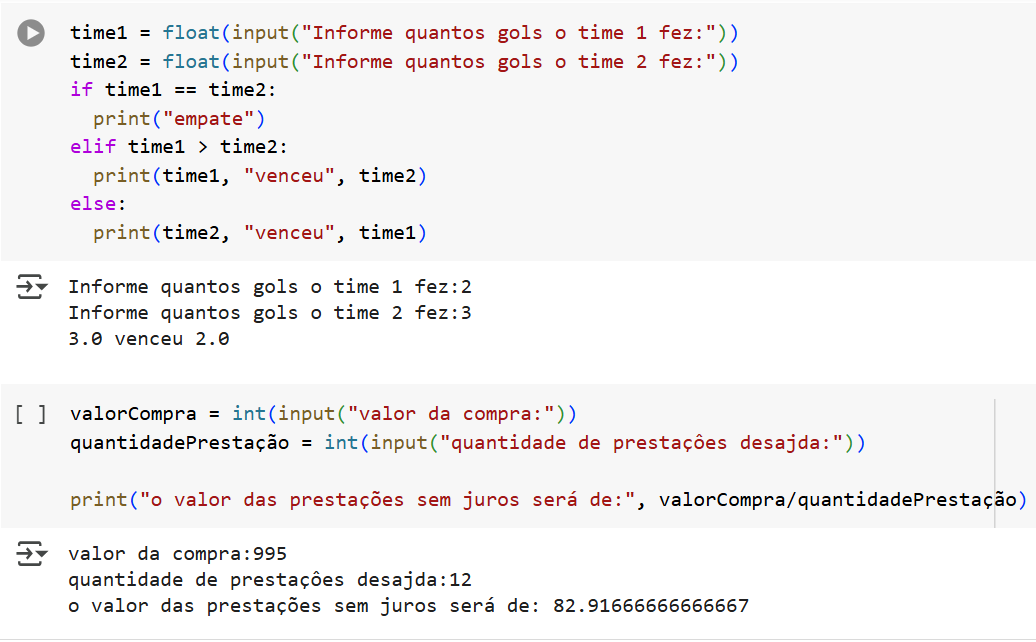 time1 = float(input("Informe quantos gols o time 1 fez:"))
time2 = float(input("Informe quantos gols o time 2 fez:"))
if time1 == time2:
  print("empate")
elif time1 > time2:
  print(time1, "venceu", time2)
else:
  print(time2, "venceu", time1)
Informe quantos gols o time 1 fez:2
Informe quantos gols o time 2 fez:3
3.0 venceu 2.0
[ ] valorCompra = int(input("valor da compra:"))
quantidadePrestação = int(input("quantidade de prestaçôes desajda:"))
print("o valor das prestações sem juros será de:", valorCompra/quantidadePrestação)
valor da compra:995
quantidade de prestaçôes desajda:12
o valor das prestações sem juros será de: 82.91666666666667